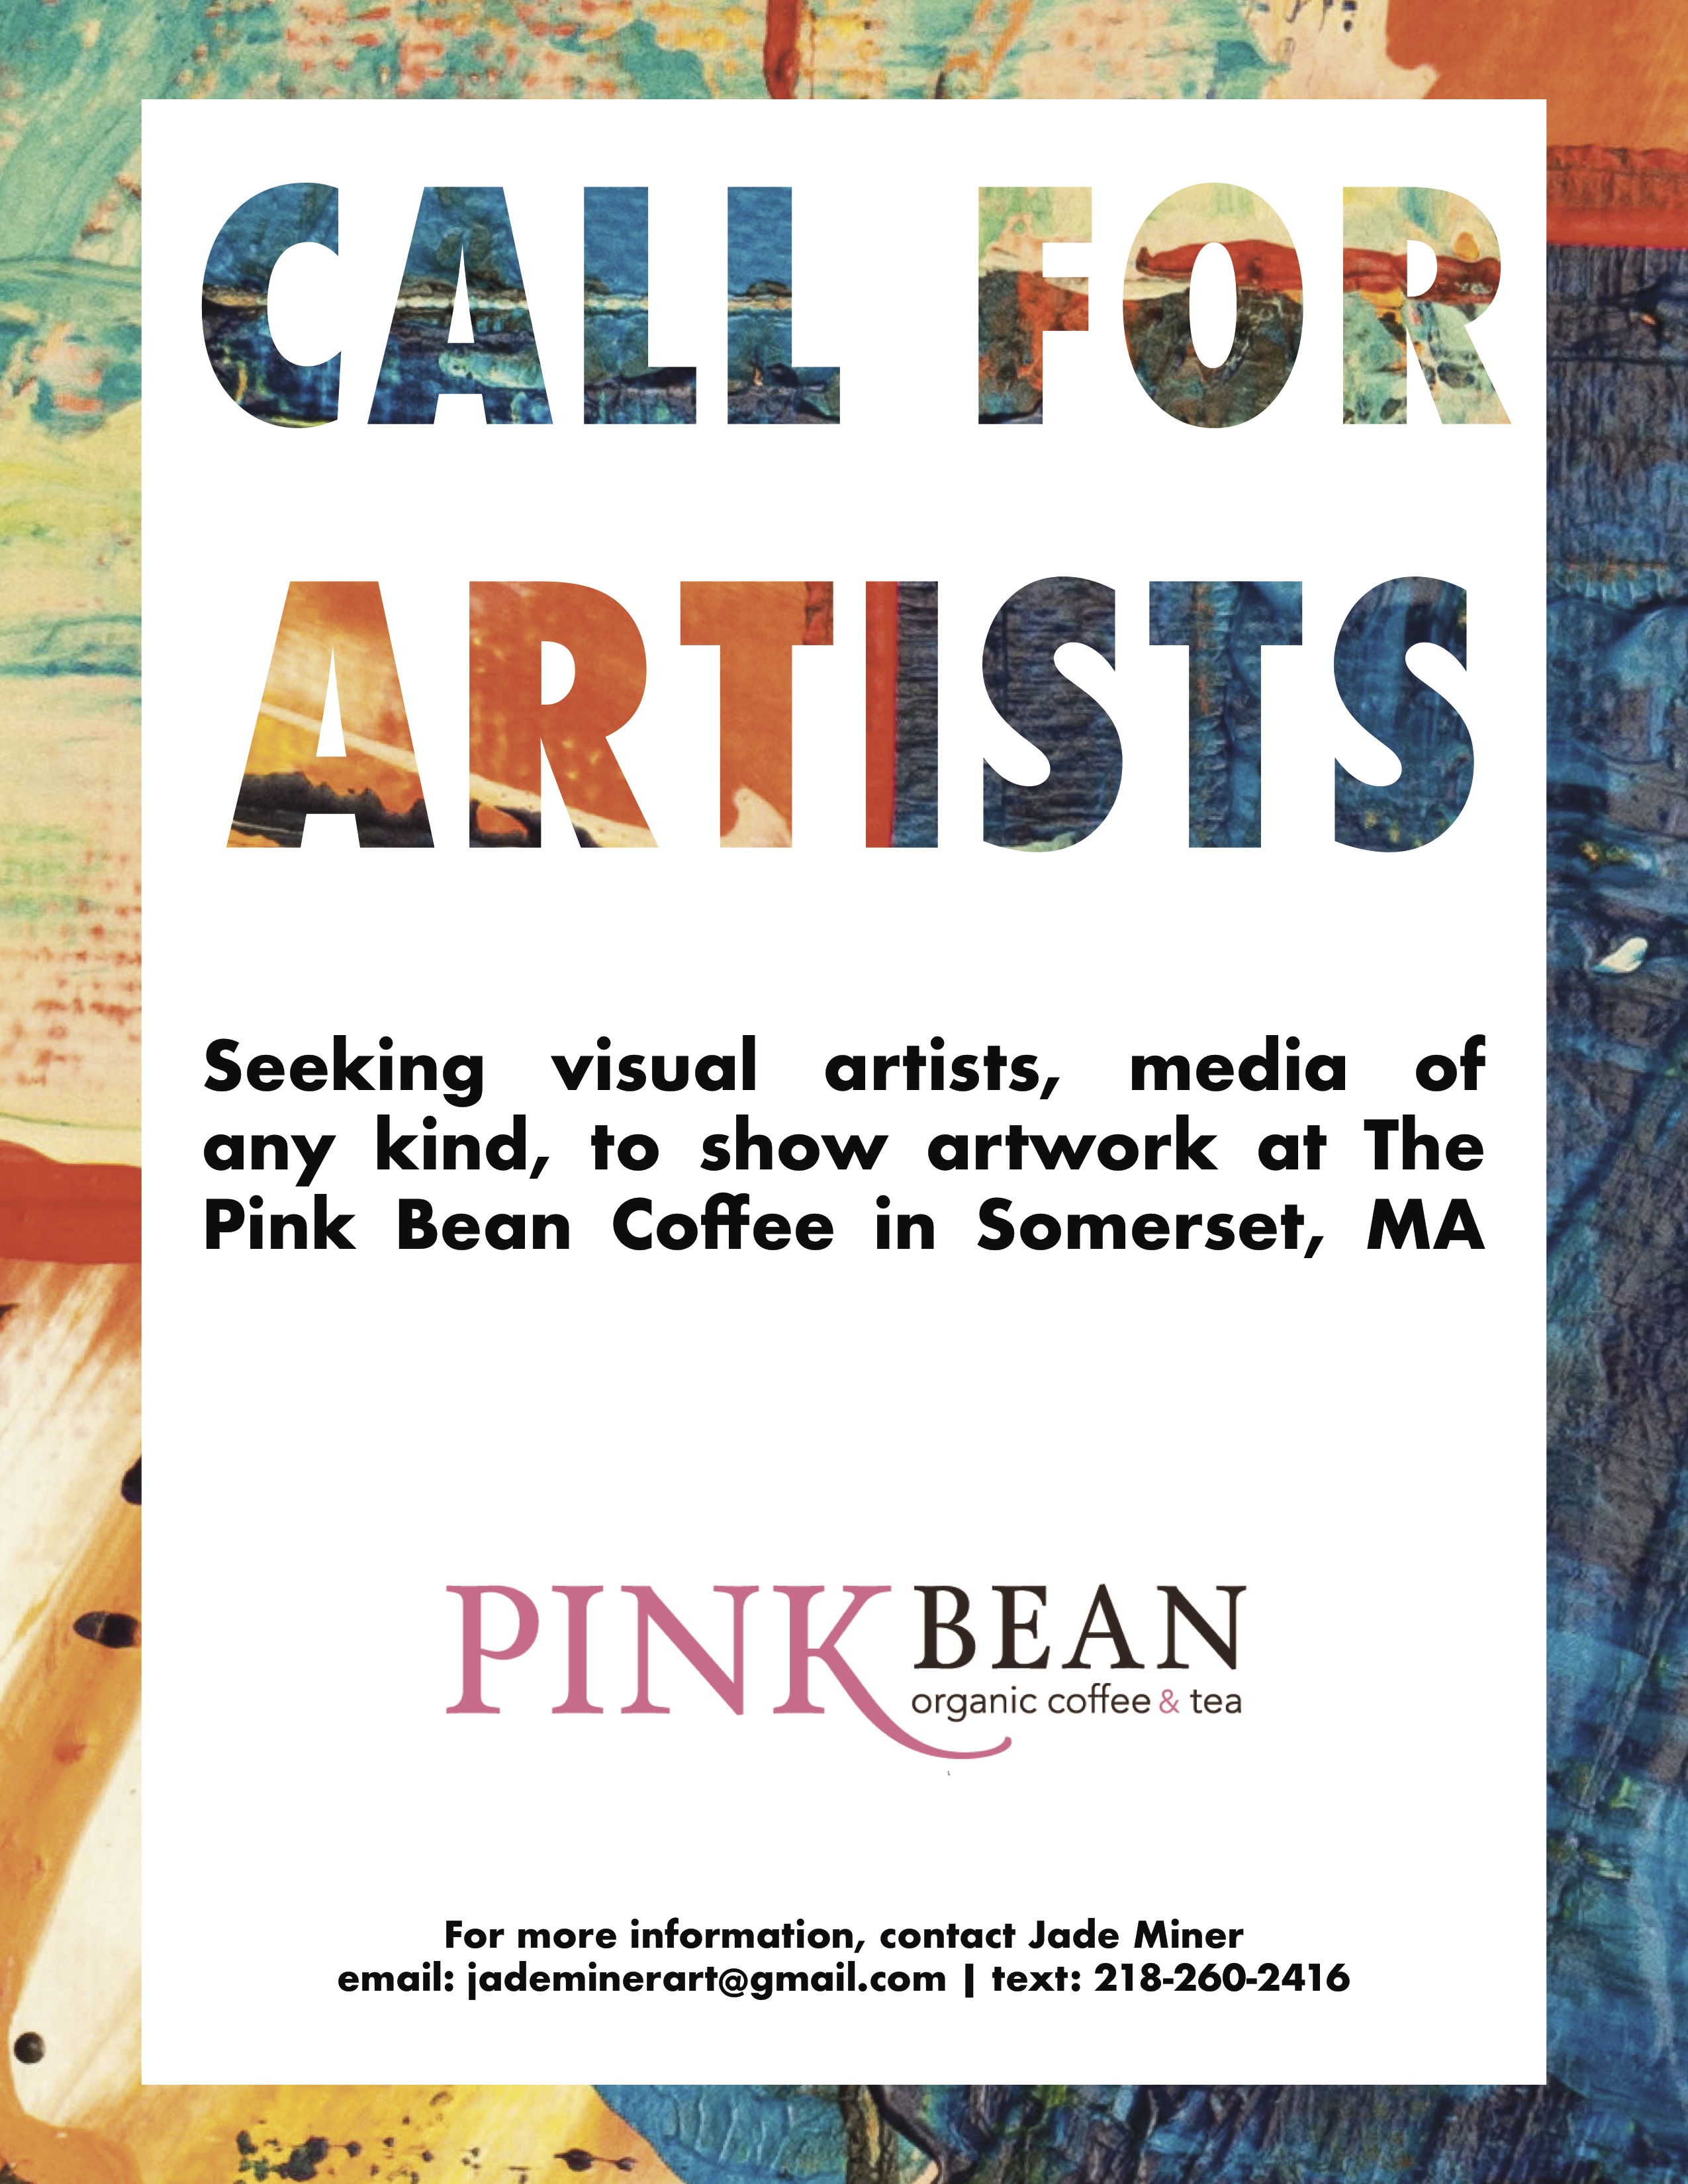 CALL FOR
ARTISTS
Seeking visual artists, media of
any kind, to show artwork at The
Pink Bean Coffee in Somerset, MA
PINK BEAN
organic coffee & tea
For more information, contact Jade Miner
email: jademinerart@gmail.com | text: 218-260-2416